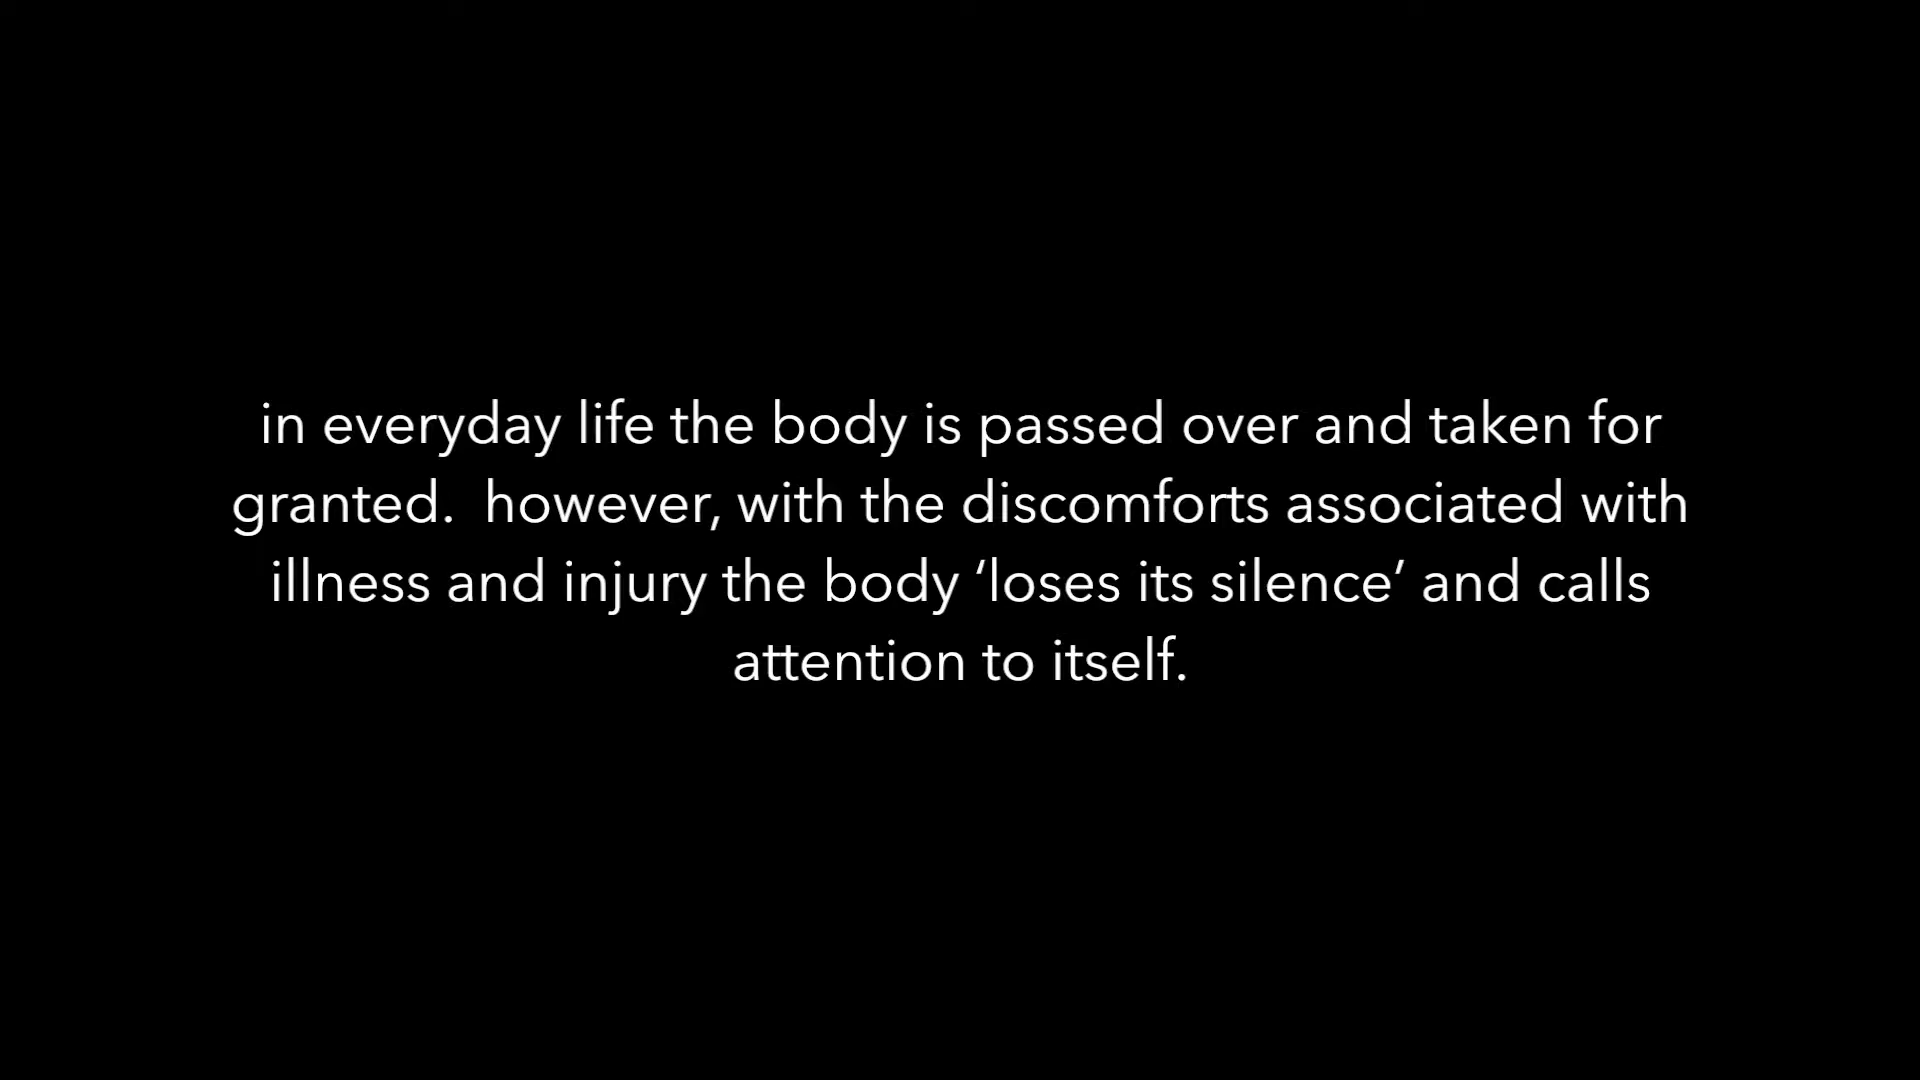 in everyday life the body is passed over and taken for
granted.  however, with the discomforts associated with
illness and injury the body ‘loses its silence’ and calls
attention to itself.